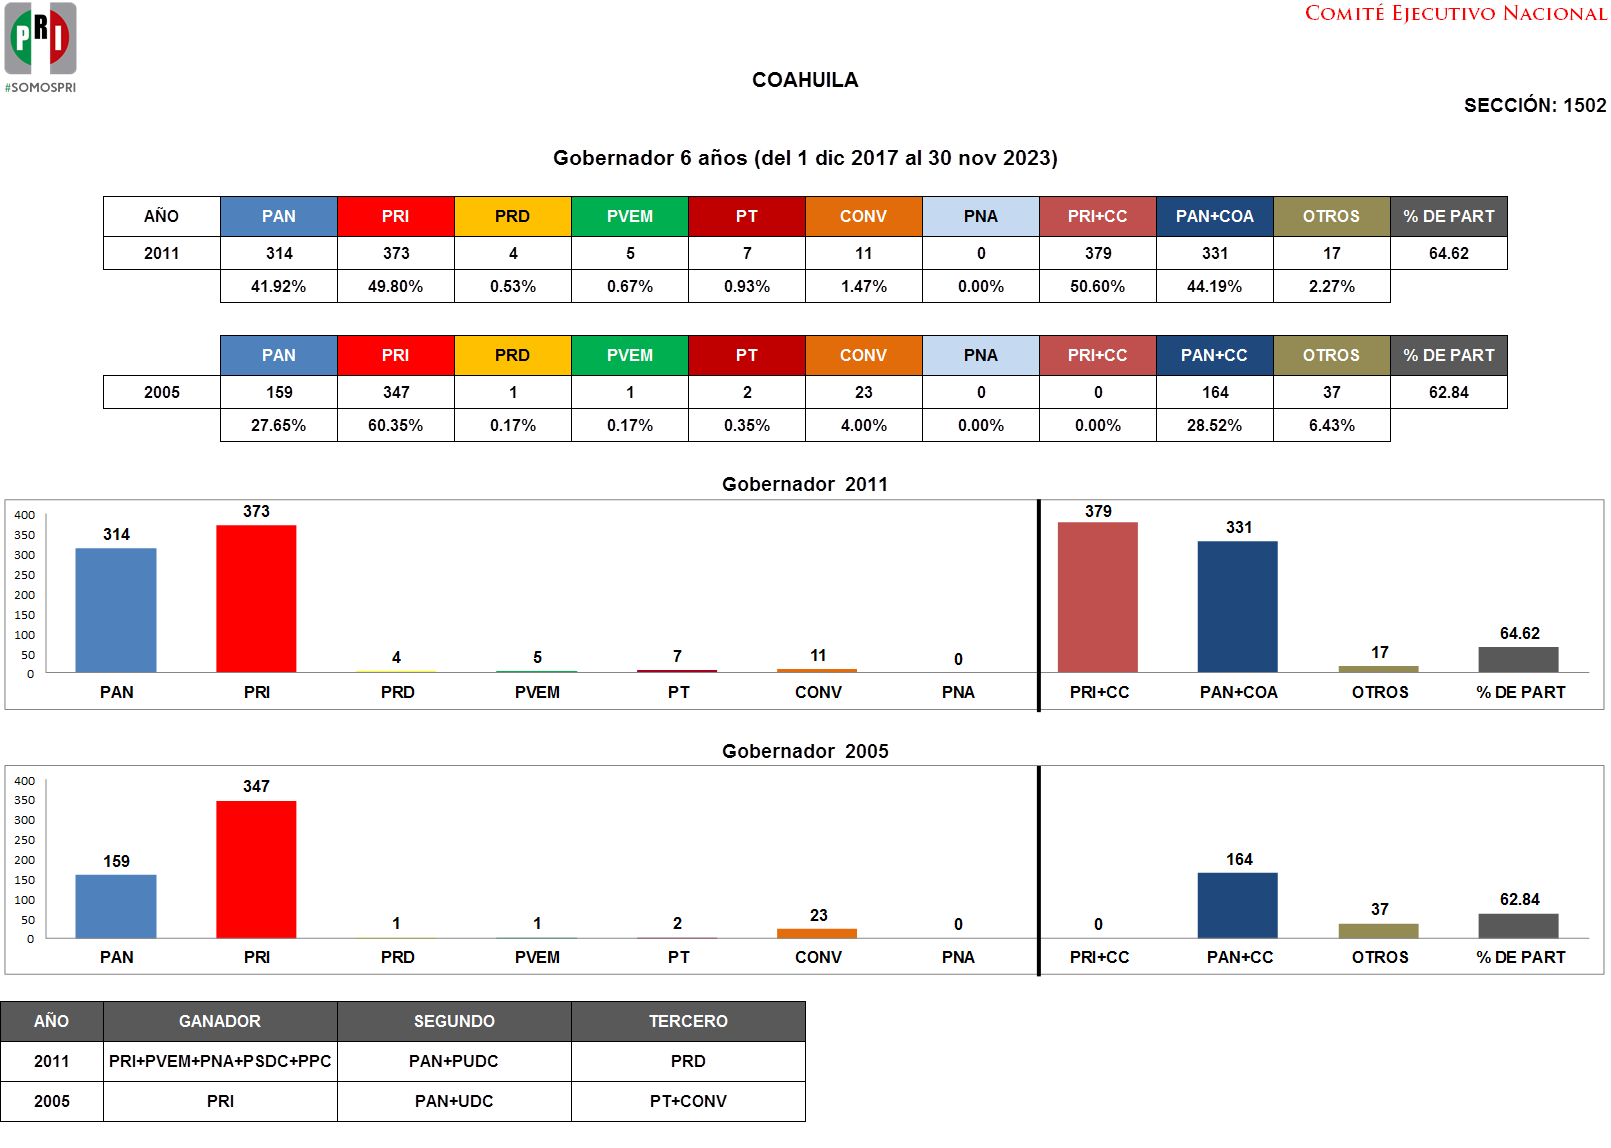 PRI
#SOMOSPRI
COMITÉ EJECUTIVO NACIONAL
COAHUILA
SECCIÓN: 1502
Gobernador 6 años (del 1 dic 2017 al 30 nov 2023)
AÑO PAN PRI PRD PVEM PT CONV PNA PRI+CC PAN+COA OTROS % DE PART
2011 314 373 4 5 7 11 0 379 331 17 64.62
41.92% 49.80% 0.53% 0.67% 0.93% 1.47% 0.00% 50.60% 44.19% 2.27%
PAN PRI PRD PVEM PT CONV PNA PRI+CC PAN+CC OTROS % DE PART
2005 159 347 1 1 2 23 0 0 164 37 62.84
27.65% 60.35% 0.17% 0.17% 0.35% 4.00% 0.00% 0.00% 28.52% 6.43%
Gobernador 2011
400
350
300
250
200
150
100
50
0
314 373 4 5 7 11 0 379 331 17 64.62
PAN PRI PRD PVEM PT CONV PNA PRI+CC PAN+COA OTROS % DE PART
Gobernador 2005
400
350
300
250
200
150
100
50
0
159 347 1 1 2 23 0 0 164 37 62.84
PAN PRI PRD PVEM PT CONV PNA PRI+CC PAN+CC OTROS % DE PART
AÑO GANADOR SEGUNDO TERCERO
2011 PRI+PVEM+PNA+PSDC+PPC PAN+PUDC PRD
2005 PRI PAN+UDC PT+CONV